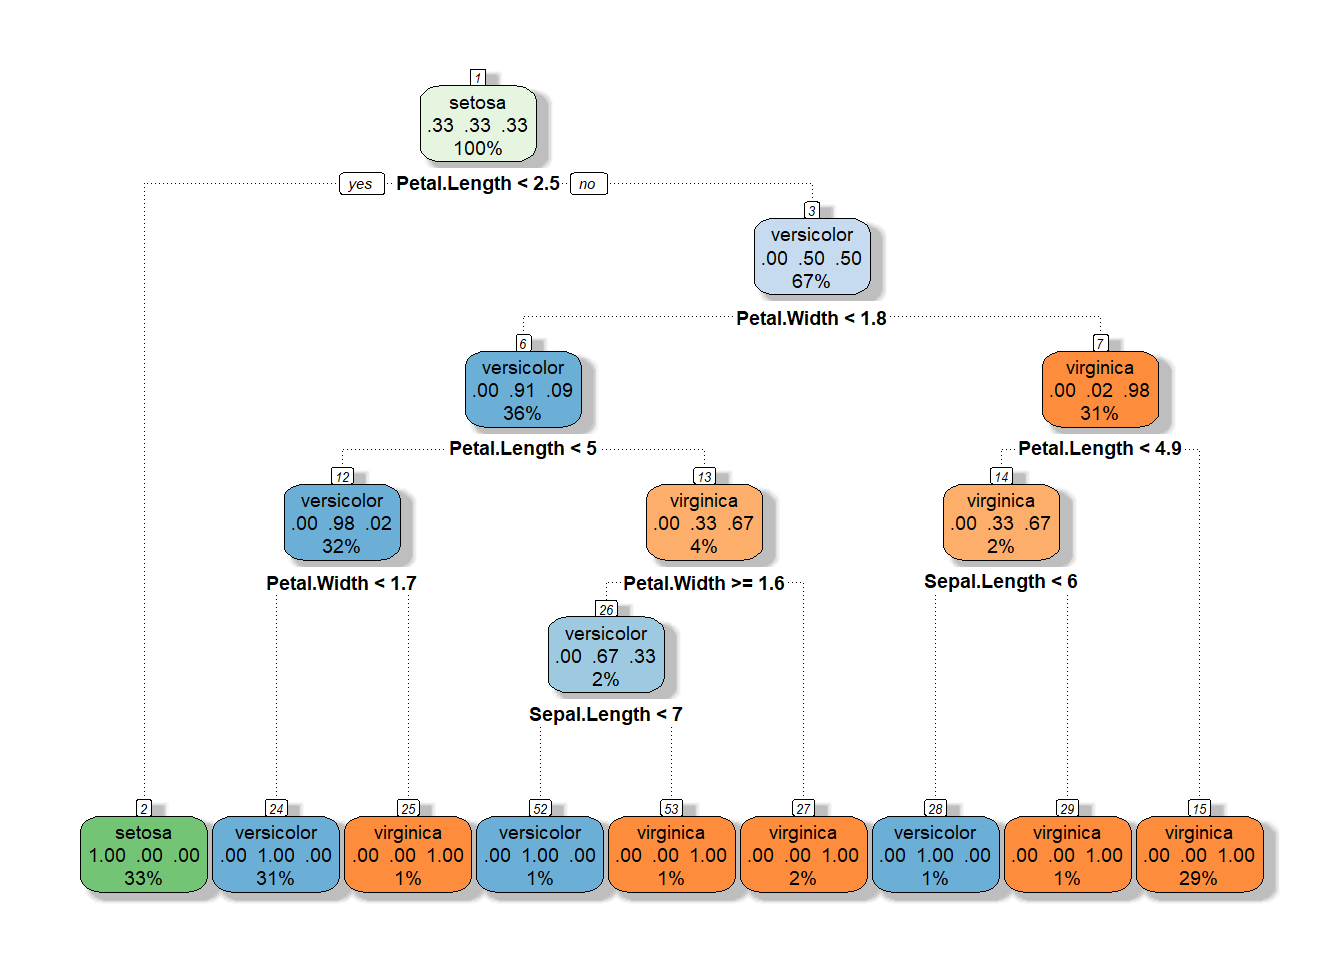 1
setosa
.33 .33 .33
100%
yes Petal.Length < 2.5 no
3
versicolor
.00 .50 .50
67%
Petal.Width < 1.8
6
versicolor
.00 .91 .09
36%
7
virginica
.00 .02 .98
31%
Petal.Length < 5
Petal.Length < 4.9
12
versicolor
.00 .98 .02
32%
13
virginica
.00 .33 .67
4%
14
virginica
.00 .33 .67
2%
Petal.Width < 1.7
Petal.Width >= 1.6
Sepal.Length < 6
26
versicolor
.00 .67 .33
2%
Sepal.Length < 7
2
setosa
1.00 .00 .00
33%
24
versicolor
.00 1.00 .00
31%
25
virginica
.00 .00 1.00
1%
52
versicolor
.00 1.00 .00
1%
53
virginica
.00 .00 1.00
1%
27
virginica
.00 .00 1.00
2%
28
versicolor
.00 1.00 .00
1%
29
virginica
.00 .00 1.00
1%
15
virginica
.00 .00 1.00
29%